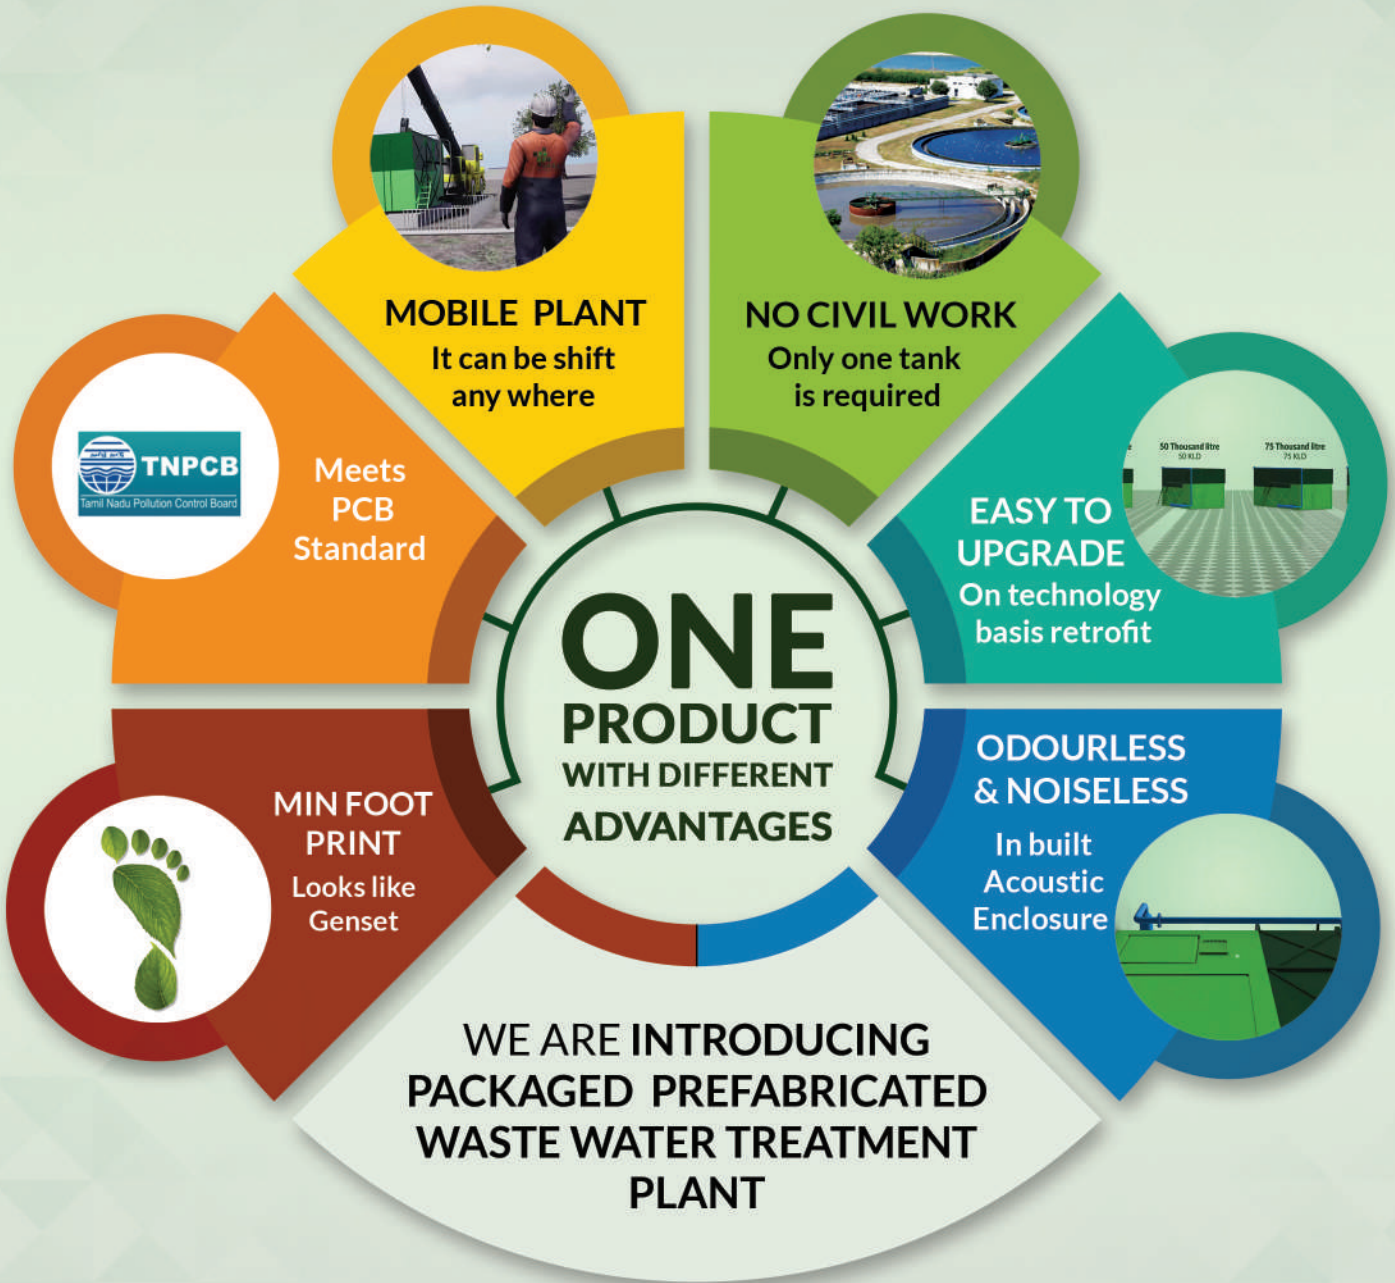 MOBILE PLANT
It can be shift
any where
NO CIVIL WORK
Only one tank
is required
TNPCB
Tamil Nadu Pollution Control Board
Meets
PCB
Standard
50 Thousand litre
50 KLD
75 Thousand litre
75 KLD
EASY TO
UPGRADE
On technology
basis retrofit
ONE
PRODUCT
WITH DIFFERENT
ADVANTAGES
MIN FOOT
PRINT
Looks like
Genset
ODOURLESS
& NOISELESS
In built
Acoustic
Enclosure
WE ARE INTRODUCING
PACKAGED PREFABRICATED
WASTE WATER TREATMENT
PLANT